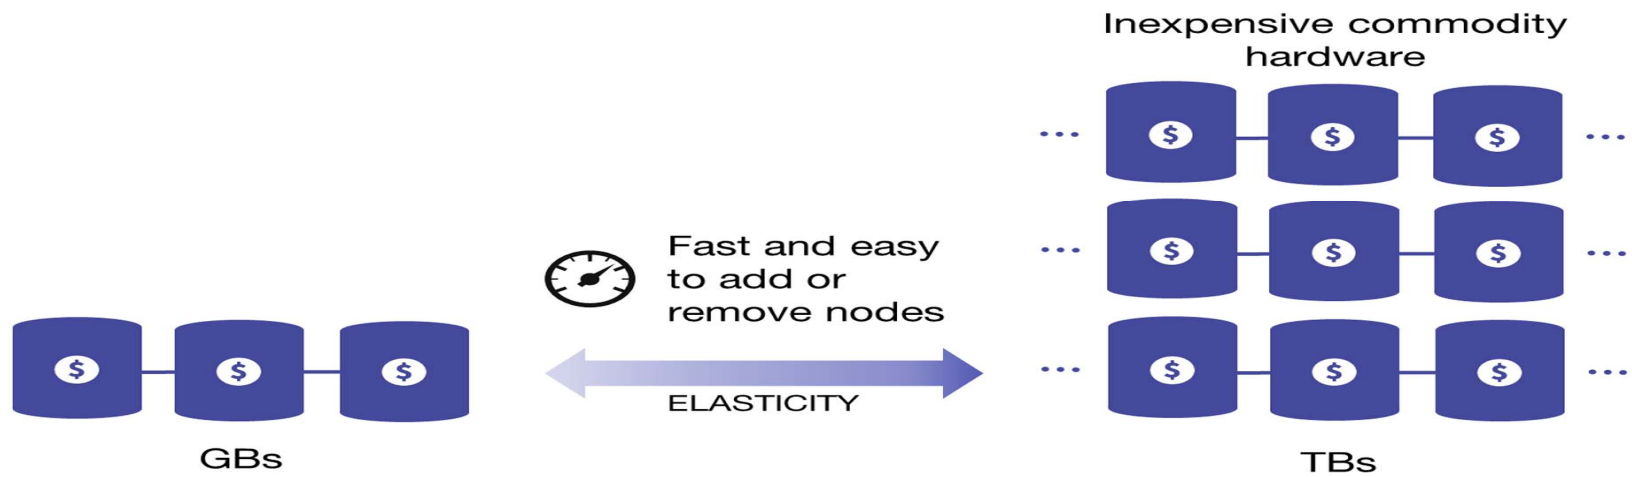 Inexpensive commodity
hardware
$ $ $
$ $ $
Fast and easy
to add or
remove nodes
$ $ $
$ $ $
ELASTICITY
GBs
TBs